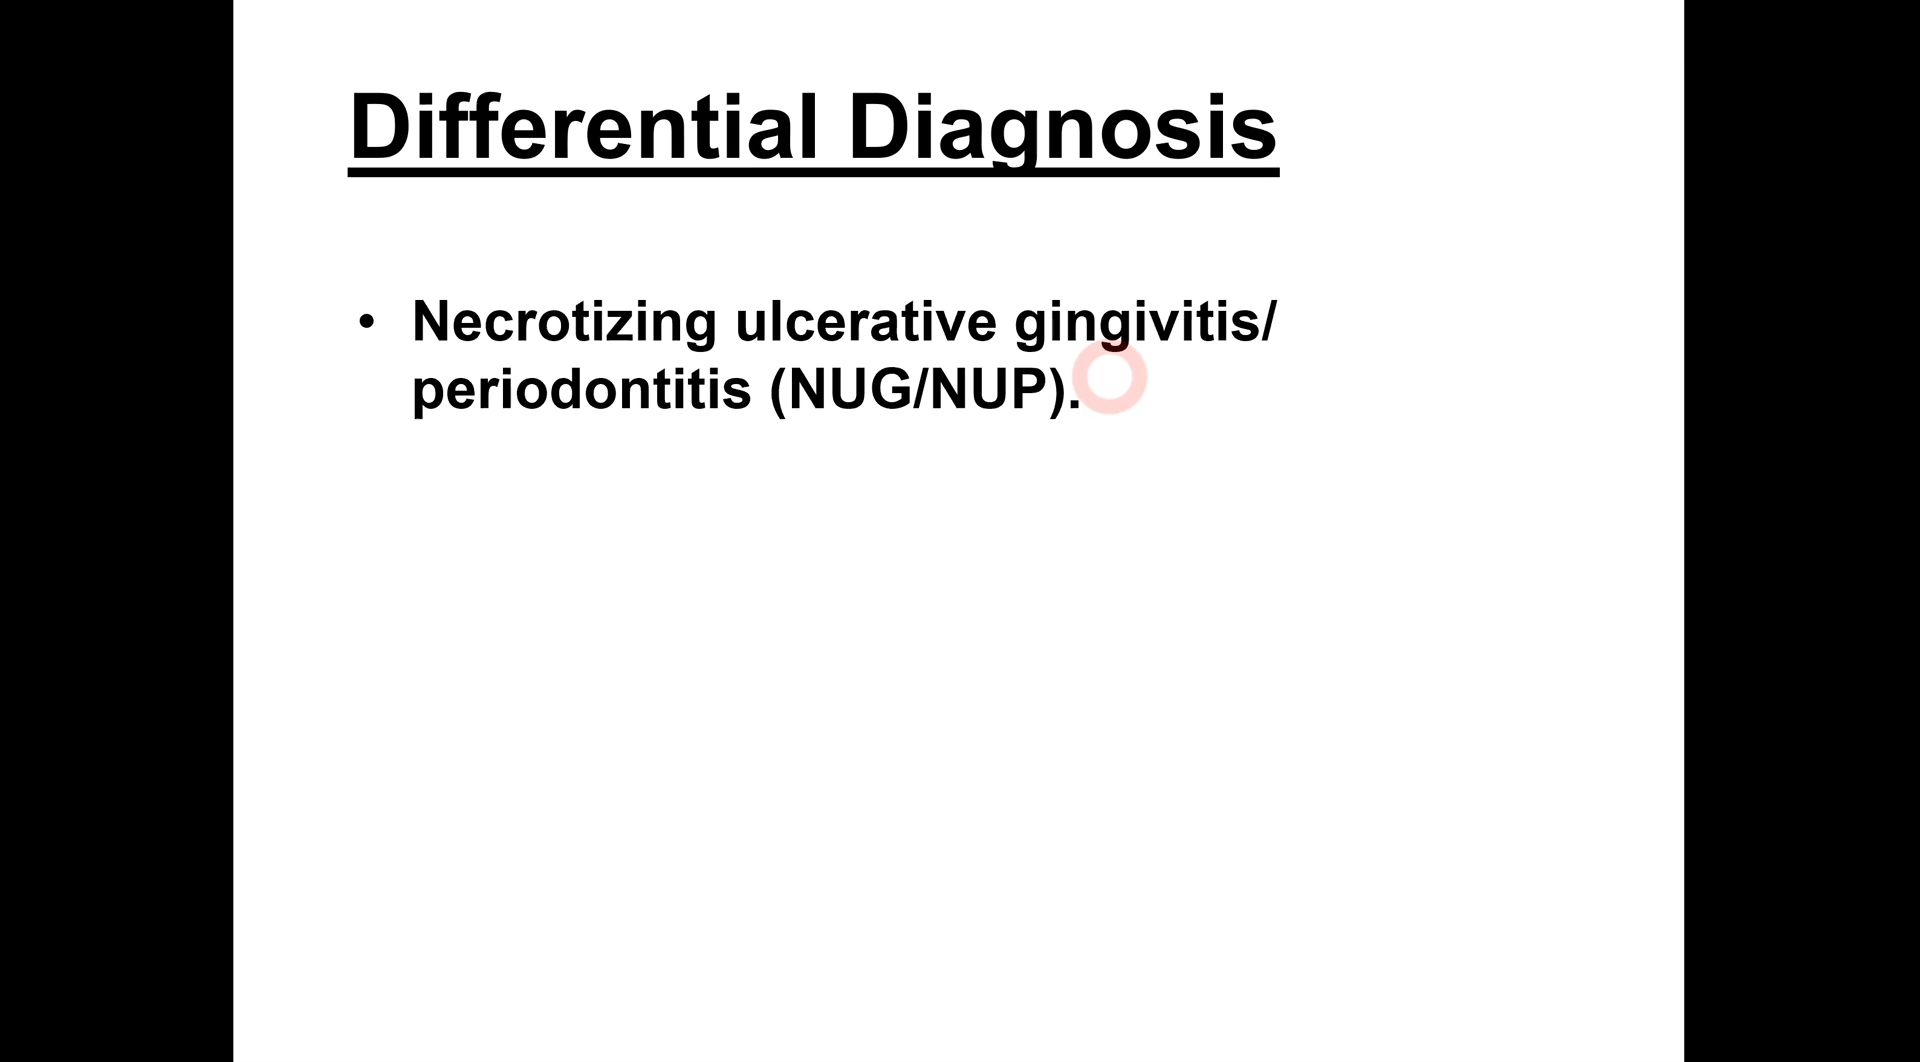 Differential Diagnosis
• Necrotizing ulcerative gingivitis/
periodontitis (NUG/NUP).